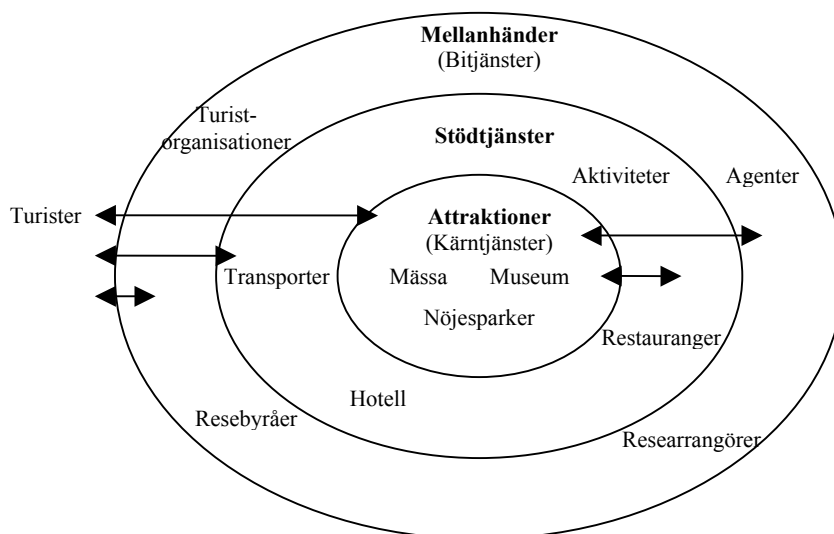 Mellanhänder
(Bitjänster)
Turist-
organisationer
Stödtjänster
Aktiviteter
Agenter
Turister
Attraktioner
(Kärntjänster)
Transporter
Mässa
Museum
Nöjesparker
Restauranger
Hotell
Resebyråer
Researrangörer